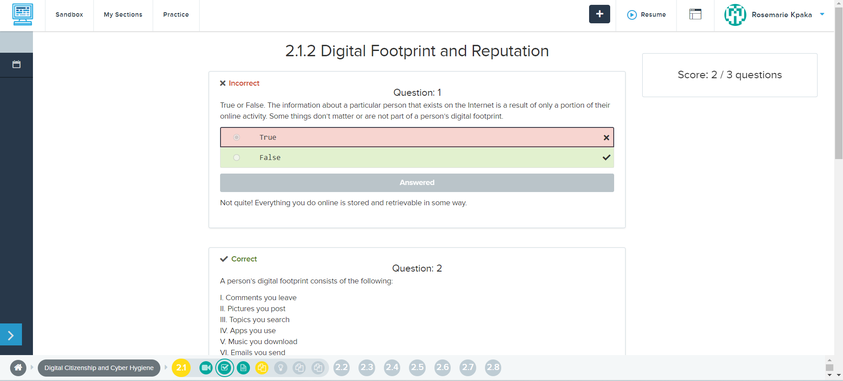 Sandbox
My Sections
Practice
+
Resume
Rosemarie Kpaka
2.1.2 Digital Footprint and Reputation
Score: 2 / 3 questions
Incorrect
Question: 1
True or False. The information about a particular person that exists on the Internet is a result of only a portion of their
online activity. Some things don't matter or are not part of a person's digital footprint.
True
False
Answered
Not quite! Everything you do online is stored and retrievable in some way.
Correct
Question: 2
A person's digital footprint consists of the following:
I. Comments you leave
II. Pictures you post
III. Topics you search
IV. Apps you use
V. Music you download
VI. Emails you send
Digital Citizenship and Cyber Hygiene
2.1
2.2
2.3
2.4
2.5
2.6
2.7
2.8